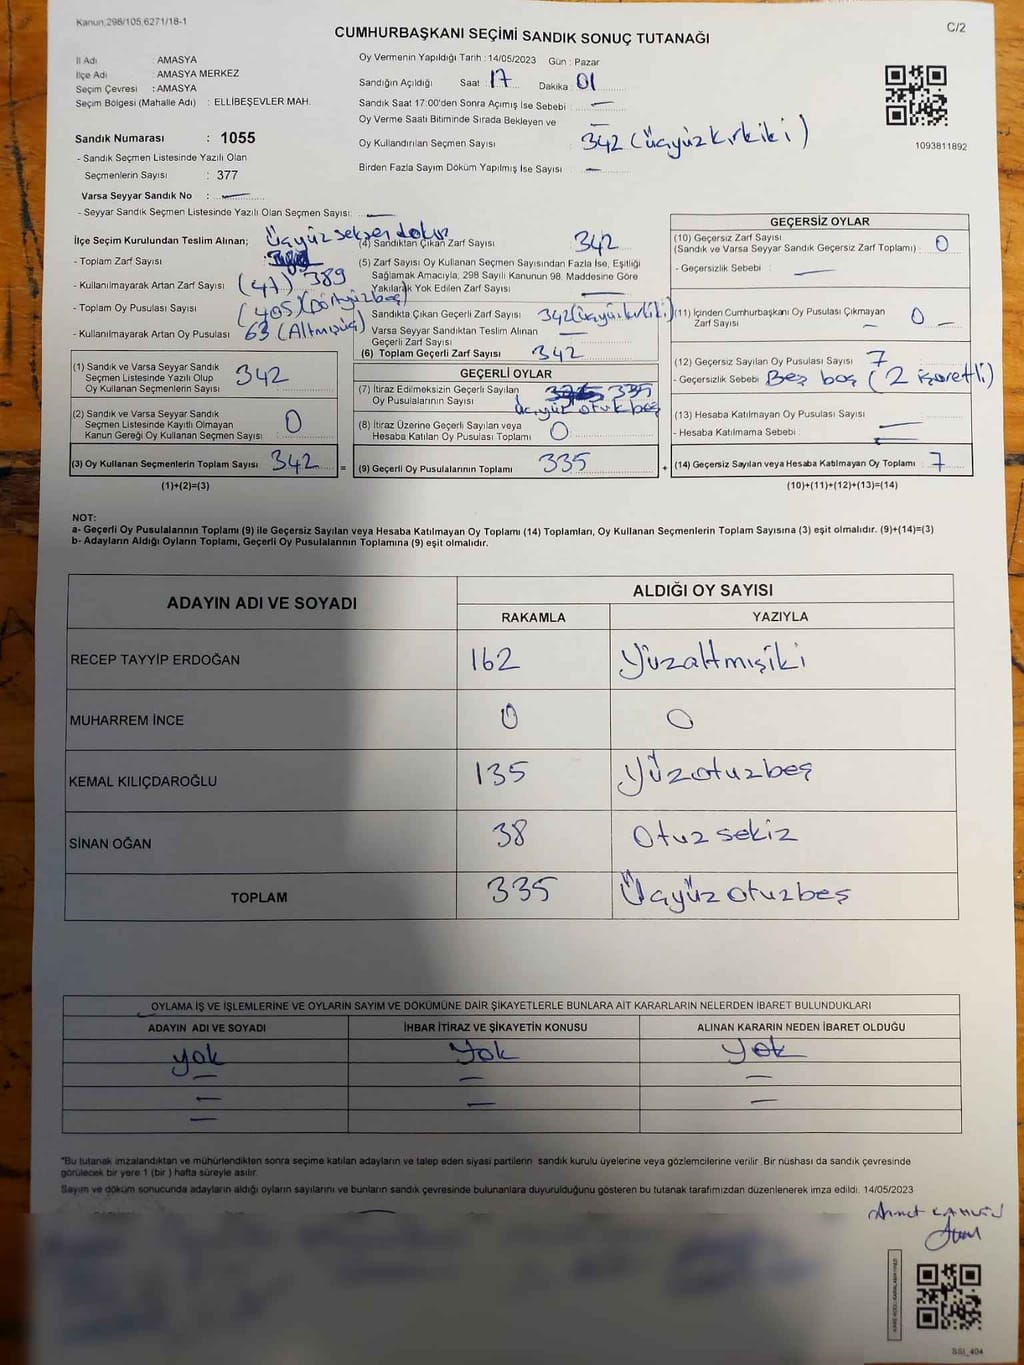 Kanun:298/105,6271/18-1
C/2
CUMHURBAŞKANI SEÇİMİ SANDIK SONUÇ TUTANAĞI
İl Adı : AMASYA
İlçe Adı : AMASYA MERKEZ
Seçim Çevresi : AMASYA
Seçim Bölgesi (Mahalle Adı) : ELLİBEŞEVLER MAH.
Sandık Numarası : 1055
- Sandık Seçmen Listesinde Yazılı Olan
Seçmenlerin Sayısı : 377
Varsa Seyyar Sandık No :
- Seyyar Sandık Seçmen Listesinde Yazılı Olan Seçmen Sayısı:
Oy Vermenin Yapıldığı Tarih : 14/05/2023 Gün : Pazar
Sandığın Açıldığı Saat : 17 Dakika : 01
Sandık Saat 17:00'den Sonra Açılmış İse Sebebi : —
Oy Verme Saati Bitiminde Sırada Bekleyen ve
Oy Kullandırılan Seçmen Sayısı 342 (üçyüzkırkiki)
Birden Fazla Sayım Döküm Yapılmış İse Sayısı : —
1093811892
İlçe Seçim Kurulundan Teslim Alınan; Üçyüz seksen dokuz
- Toplam Zarf Sayısı 389
- Kullanılmayarak Artan Zarf Sayısı (47)
- Toplam Oy Pusulası Sayısı (405) (Dörtyüzbeş)
- Kullanılmayarak Artan Oy Pusulası 63 (Altmışüç)
(4) Sandıktan Çıkan Zarf Sayısı 342
(5) Zarf Sayısı Oy Kullanan Seçmen Sayısından Fazla İse, Eşitliği
Sağlamak Amacıyla; 298 Sayılı Kanunun 98. Maddesine Göre
Yakılarak Yok Edilen Zarf Sayısı : —
Sandıkta Çıkan Geçerli Zarf Sayısı : 342 (üçyüzkırkiki)
Varsa Seyyar Sandıktan Teslim Alınan —
Geçerli Zarf Sayısı
(6) Toplam Geçerli Zarf Sayısı 342
GEÇERSİZ OYLAR
(10) Geçersiz Zarf Sayısı
(Sandık ve Varsa Seyyar Sandık Geçersiz Zarf Toplamı) : 0
- Geçersizlik Sebebi : —
(11) İçinden Cumhurbaşkanı Oy Pusulası Çıkmayan
Zarf Sayısı — 0 —
(12) Geçersiz Sayılan Oy Pusulası Sayısı 7
- Geçersizlik Sebebi Beş boş (2 işaretli)
(13) Hesaba Katılmayan Oy Pusulası Sayısı
- Hesaba Katılmama Sebebi :
(14) Geçersiz Sayılan veya Hesaba Katılmayan Oy Toplamı : 7
(10)+(11)+(12)+(13)=(14)
(1) Sandık ve Varsa Seyyar Sandık
Seçmen Listesinde Yazılı Olup
Oy Kullanan Seçmenlerin Sayısı 342
(2) Sandık ve Varsa Seyyar Sandık
Seçmen Listesinde Kayıtlı Olmayan
Kanun Gereği Oy Kullanan Seçmen Sayısı : 0
(3) Oy Kullanan Seçmenlerin Toplam Sayısı 342 =
(1)+(2)=(3)
GEÇERLİ OYLAR
(7) İtiraz Edilmeksizin Geçerli Sayılan 335
Oy Pusulalarının Sayısı üçyüz otuz beş
(8) İtiraz Üzerine Geçerli Sayılan veya
Hesaba Katılan Oy Pusulası Toplamı 0
(9) Geçerli Oy Pusulalarının Toplamı 335 +
NOT:
a- Geçerli Oy Pusulalarının Toplamı (9) ile Geçersiz Sayılan veya Hesaba Katılmayan Oy Toplamı (14) Toplamları, Oy Kullanan Seçmenlerin Toplam Sayısına (3) eşit olmalıdır. (9)+(14)=(3)
b- Adayların Aldığı Oyların Toplamı, Geçerli Oy Pusulalarının Toplamına (9) eşit olmalıdır.
ADAYIN ADI VE SOYADI
ALDIĞI OY SAYISI
RAKAMLA YAZIYLA
RECEP TAYYİP ERDOĞAN 162 Yüzaltmışiki
MUHARREM İNCE 0 0
KEMAL KILIÇDAROĞLU 135 yüzotuzbeş
SİNAN OĞAN 38 otuz sekiz
TOPLAM 335 Üçyüz otuzbeş
OYLAMA İŞ VE İŞLEMLERİNE VE OYLARIN SAYIM VE DÖKÜMÜNE DAİR ŞİKAYETLERLE BUNLARA AİT KARARLARIN NELERDEN İBARET BULUNDUKLARI
ADAYIN ADI VE SOYADI İHBAR İTİRAZ VE ŞİKAYETİN KONUSU ALINAN KARARIN NEDEN İBARET OLDUĞU
yok Yok yok
— — —
— — —
—
"Bu tutanak imzalandıktan ve mühürlendikten sonra seçime katılan adayların ve talep eden siyasi partilerin sandık kurulu üyelerine veya gözlemcilerine verilir. Bir nüshası da sandık çevresinde
görülecek bir yere 1 (bir ) hafta süreyle asılır.
Sayım ve döküm sonucunda adayların aldığı oyların sayılarını ve bunların sandık çevresinde bulunanlara duyurulduğunu gösteren bu tutanak tarafımızdan düzenlenerek imza edildi. 14/05/2023
Ahmet
SSI_404